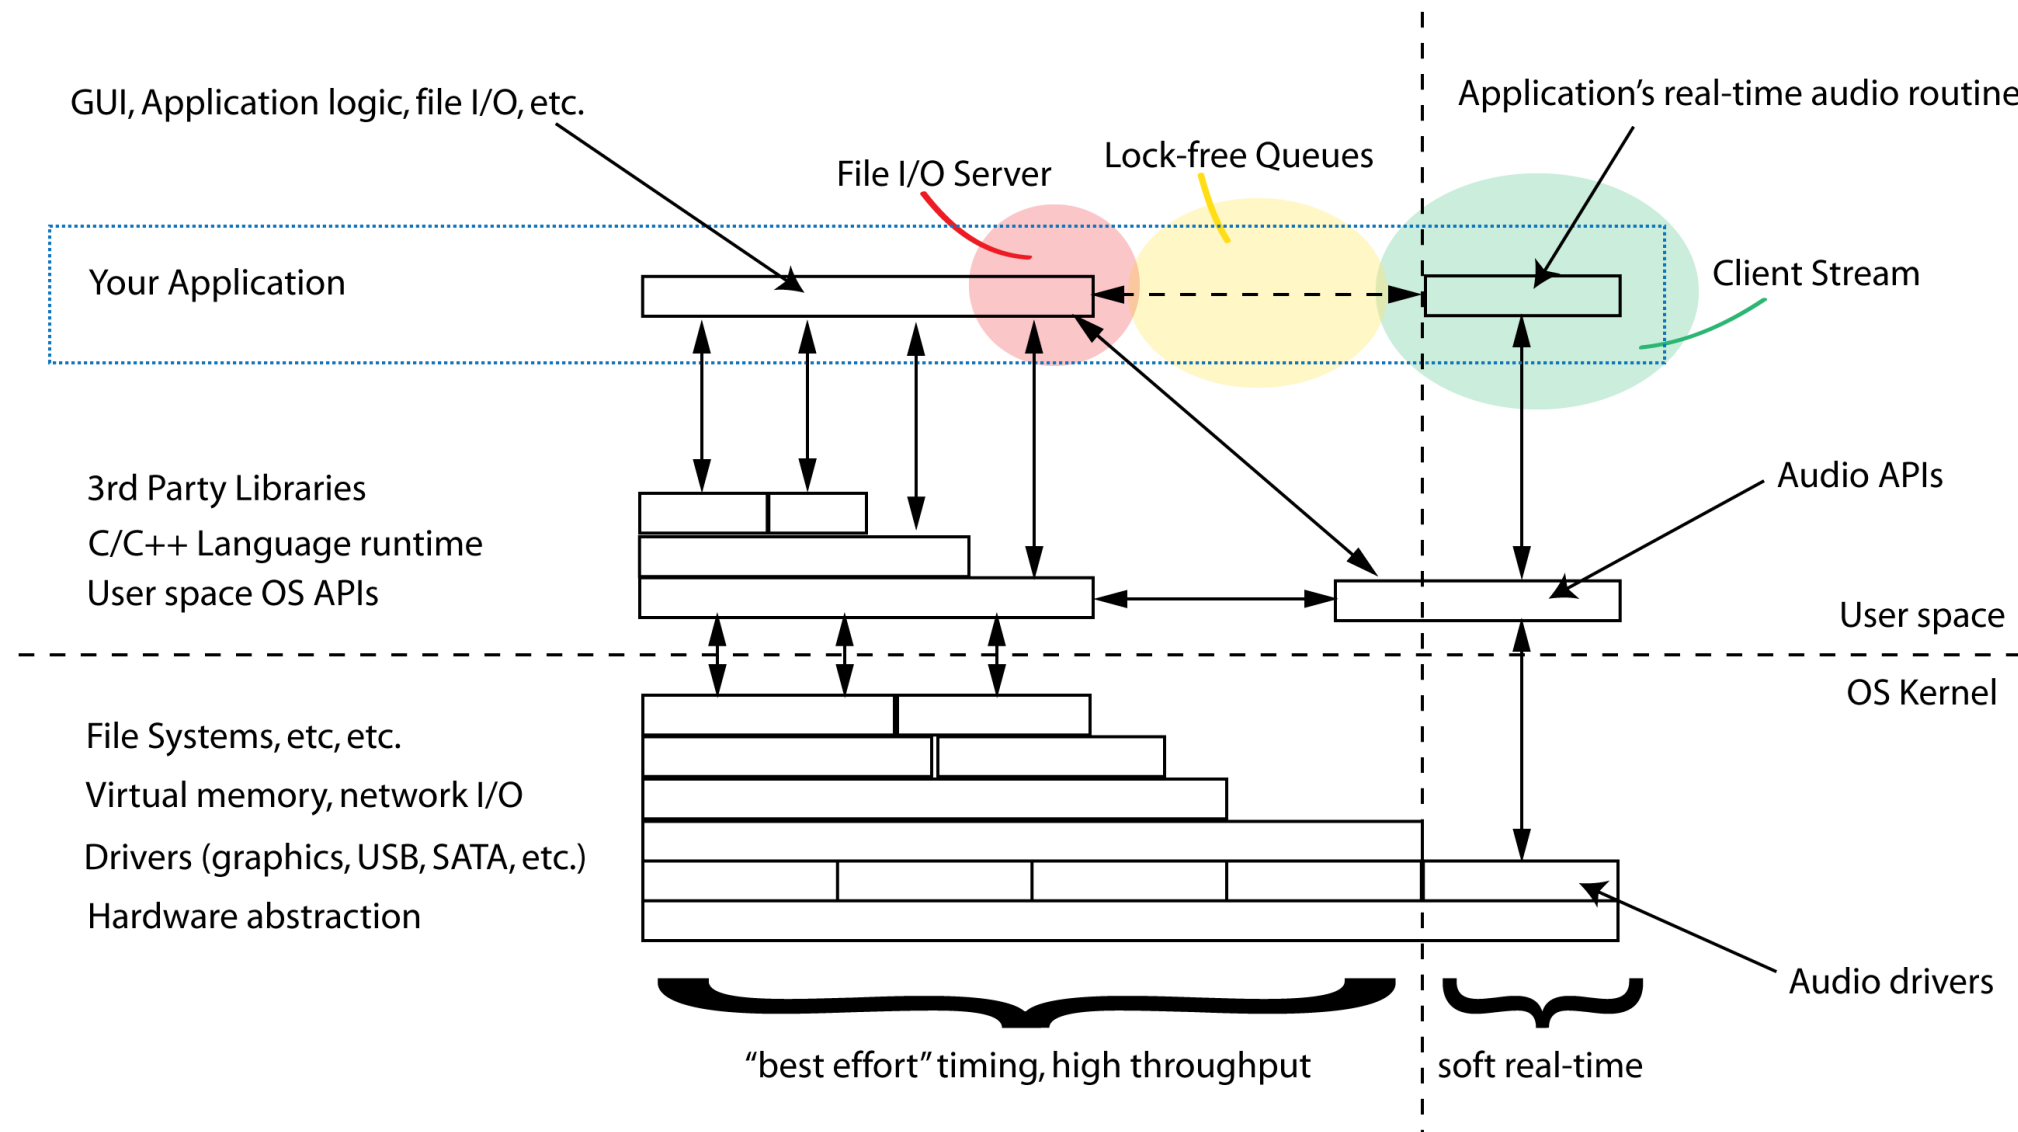 GUI, Application logic, file I/O, etc.
Application's real-time audio routine
File I/O Server
Lock-free Queues
Your Application
Client Stream
3rd Party Libraries
C/C++ Language runtime
User space OS APIs
Audio APIs
User space
OS Kernel
File Systems, etc, etc.
Virtual memory, network I/O
Drivers (graphics, USB, SATA, etc.)
Hardware abstraction
Audio drivers
“best effort” timing, high throughput
soft real-time